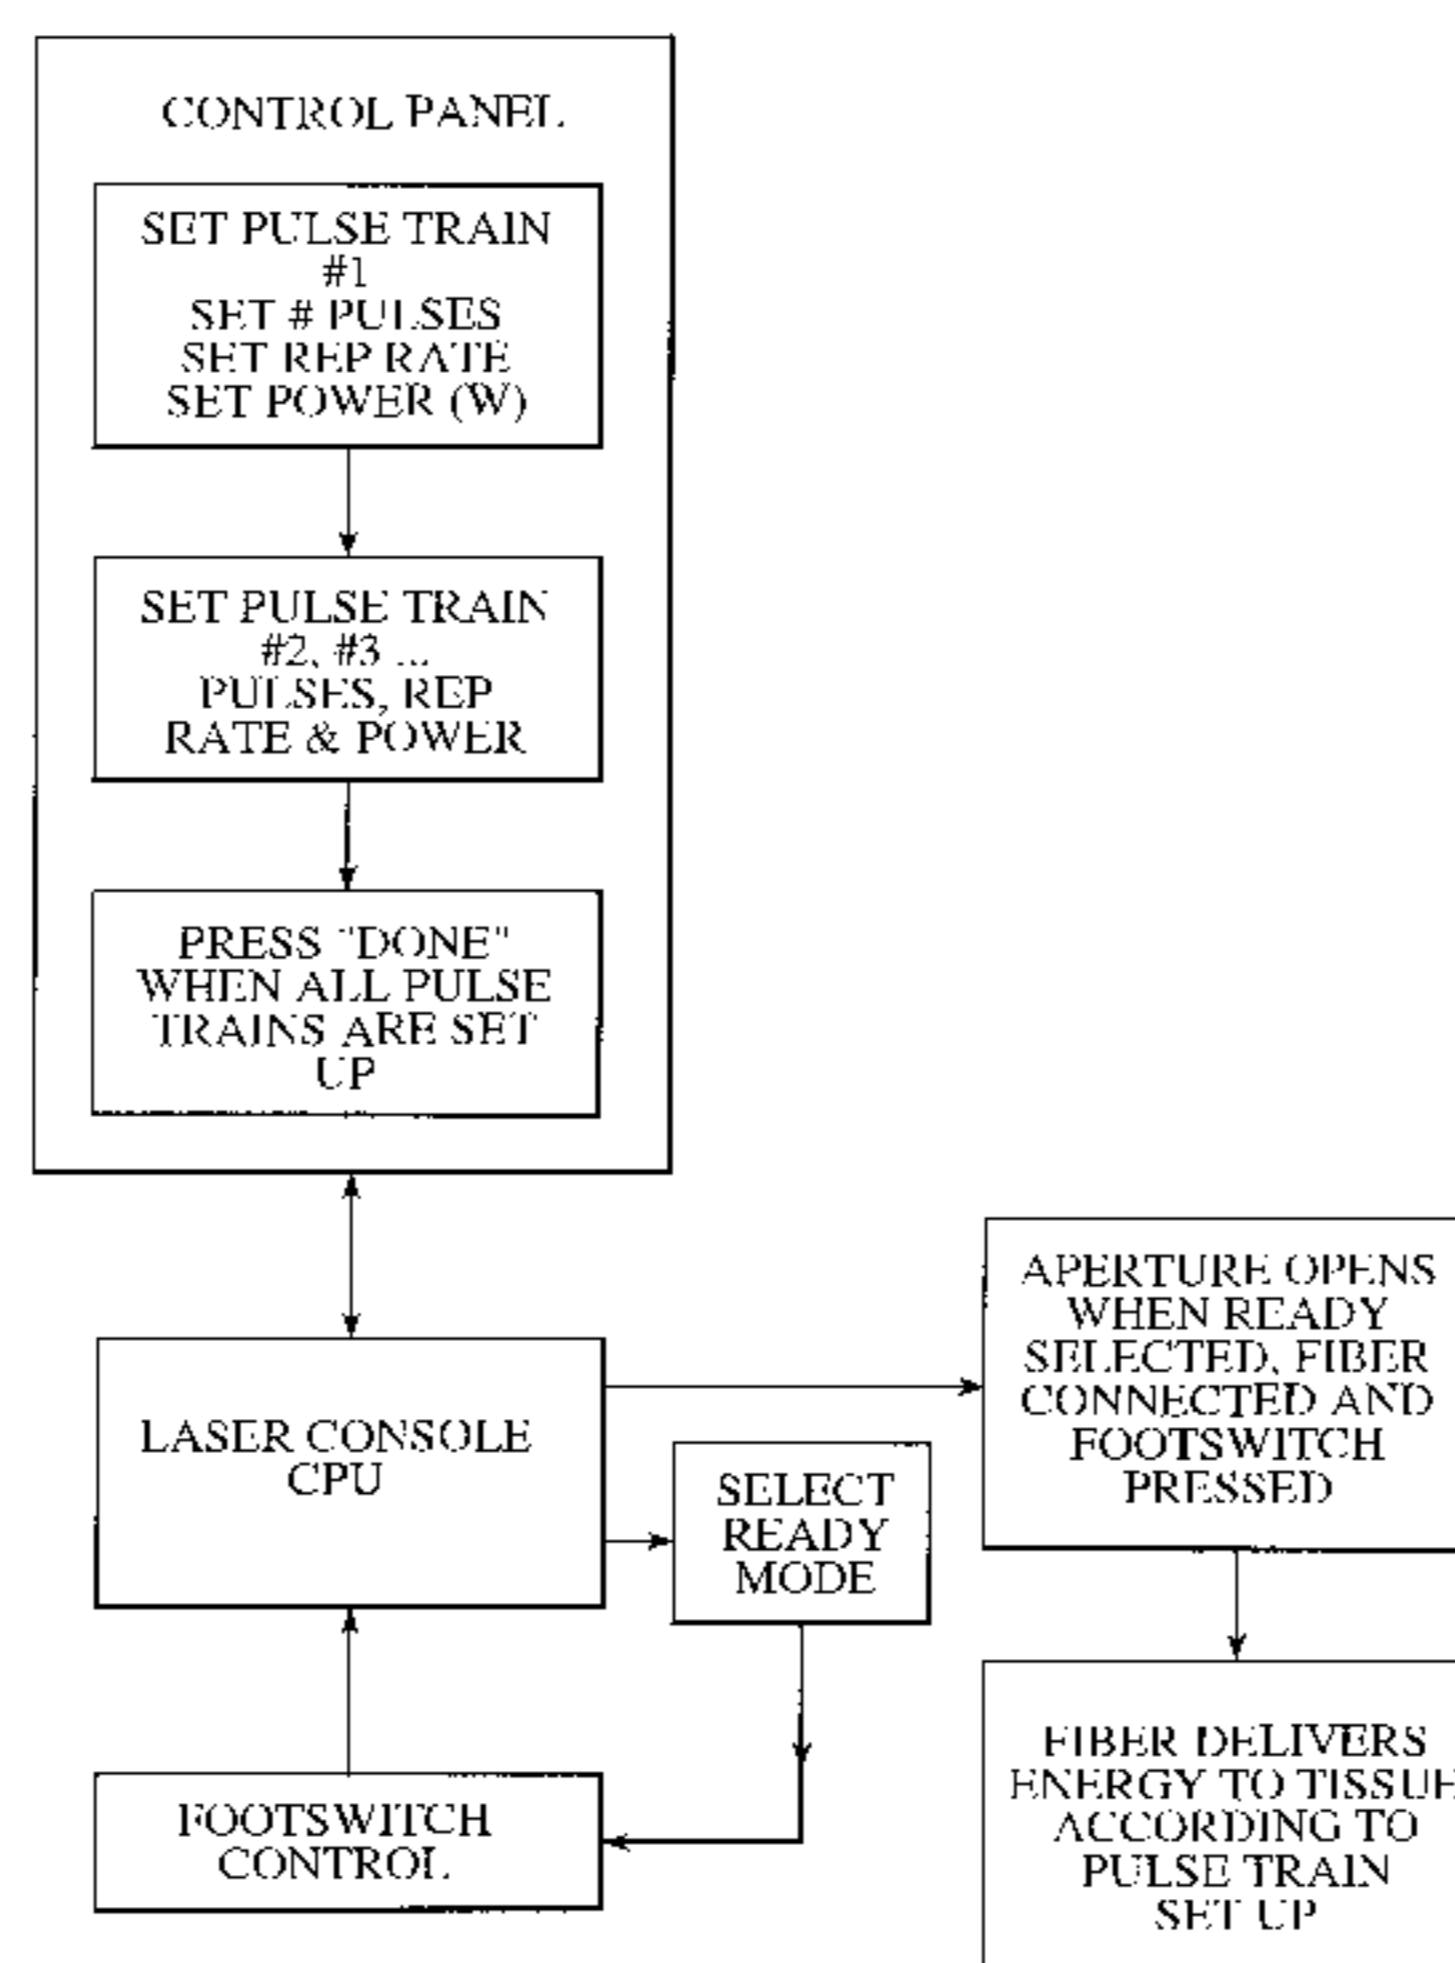 CONTROL PANEL
SET PULSE TRAIN
#1
SET # PULSES
SET REP RATE
SET POWER (W)
SET PULSE TRAIN
#2, #3 ...
PULSES, REP
RATE & POWER
PRESS "DONE"
WHEN ALL PULSE
TRAINS ARE SET
UP
LASER CONSOLE
CPU
SELECT
READY
MODE
FOOTSWITCH
CONTROL
APERTURE OPENS
WHEN READY
SELECTED, FIBER
CONNECTED AND
FOOTSWITCH
PRESSED
FIBER DELIVERS
ENERGY TO TISSUE
ACCORDING TO
PULSE TRAIN
SET UP